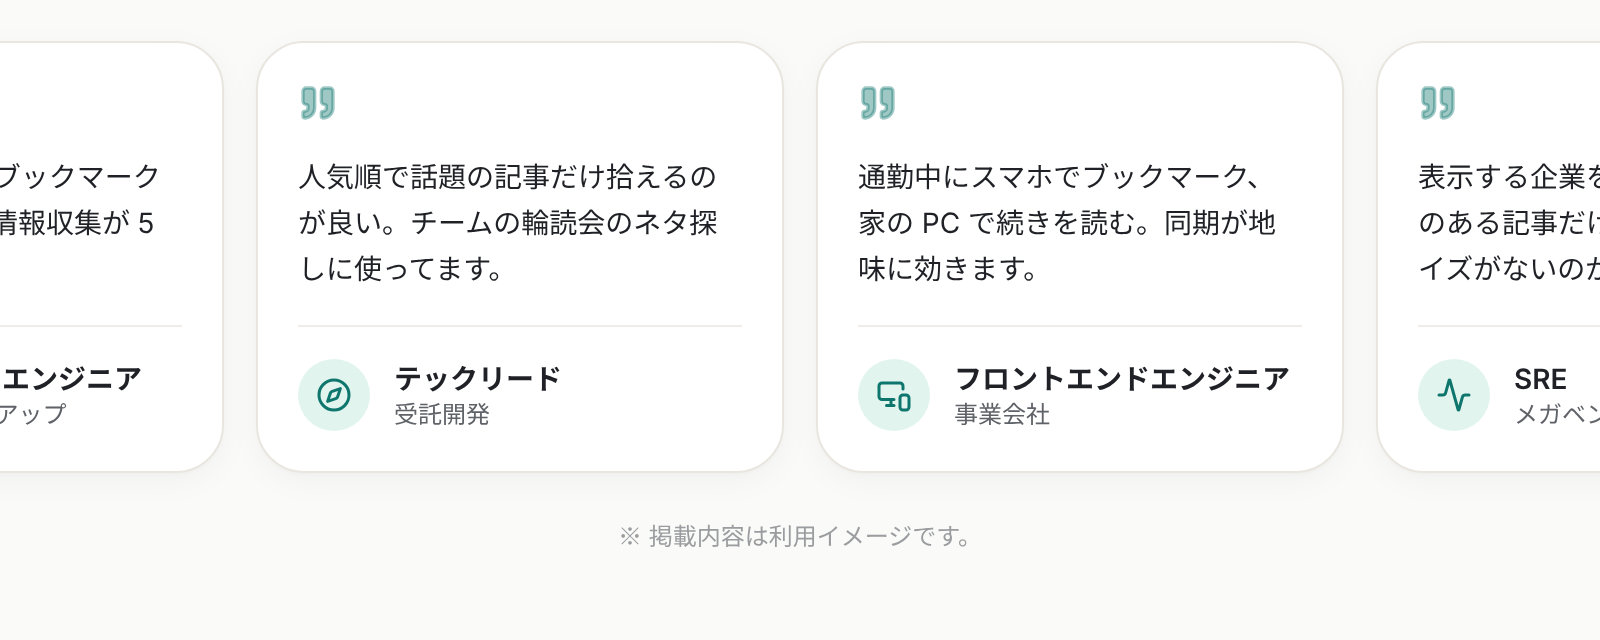 ブックマーク
情報収集が 5
エンジニア
アップ
人気順で話題の記事だけ拾えるの
が良い。チームの輪読会のネタ探
しに使ってます。
テックリード
受託開発
通勤中にスマホでブックマーク、
家の PC で続きを読む。同期が地
味に効きます。
フロントエンドエンジニア
事業会社
表示する企業を
のある記事だけ
イズがないのが
SRE
メガベン
※ 掲載内容は利用イメージです。